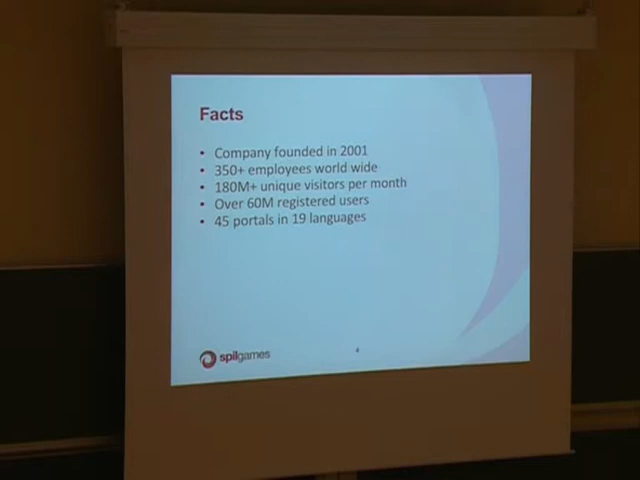 Facts
• Company founded in 2001
• 350+ employees world wide
• 180M+ unique visitors per month
• Over 60M registered users
• 45 portals in 19 languages
spilgames